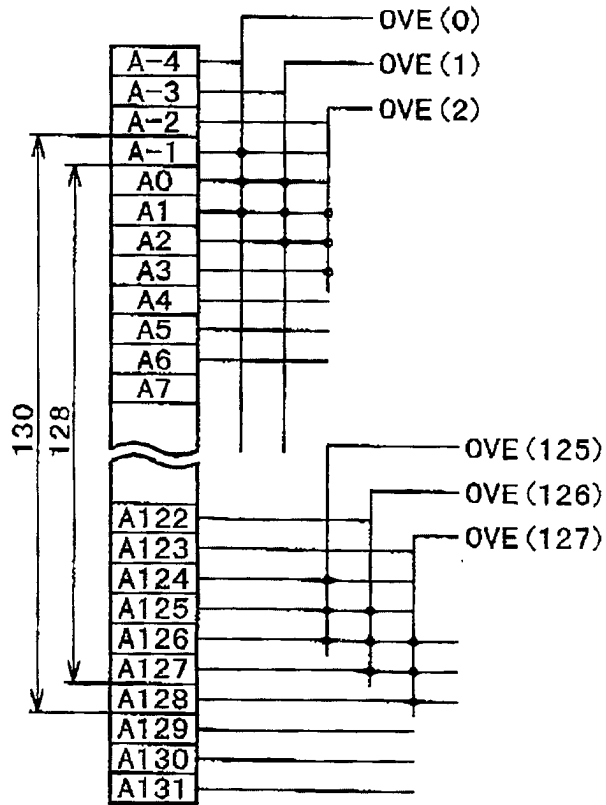 OVE(0)
A-4
OVE(1)
A-3
OVE(2)
A-2
A-1
A0
A1
A2
A3
A4
A5
A6
A7
130
128
OVE(125)
OVE(126)
A122
OVE(127)
A123
A124
A125
A126
A127
A128
A129
A130
A131